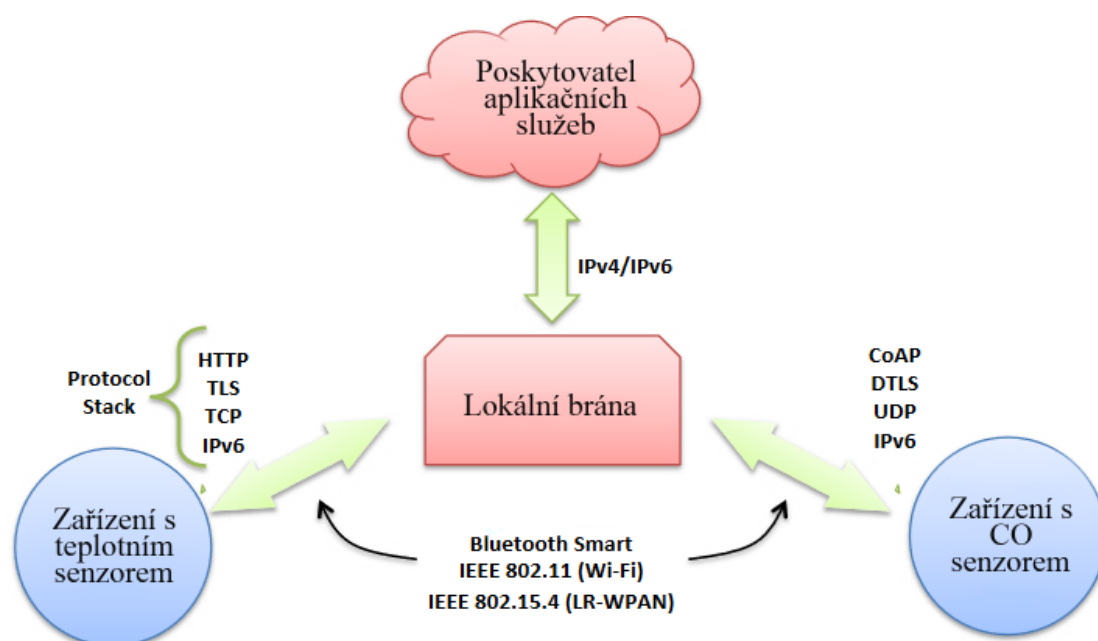 Poskytovatel
aplikačních
služeb
IPv4/IPv6
Protocol
Stack
HTTP
TLS
TCP
IPv6
Lokální brána
CoAP
DTLS
UDP
IPv6
Zařízení s
teplotním
senzorem
Bluetooth Smart
IEEE 802.11 (Wi-Fi)
IEEE 802.15.4 (LR-WPAN)
Zařízení s
CO
senzorem